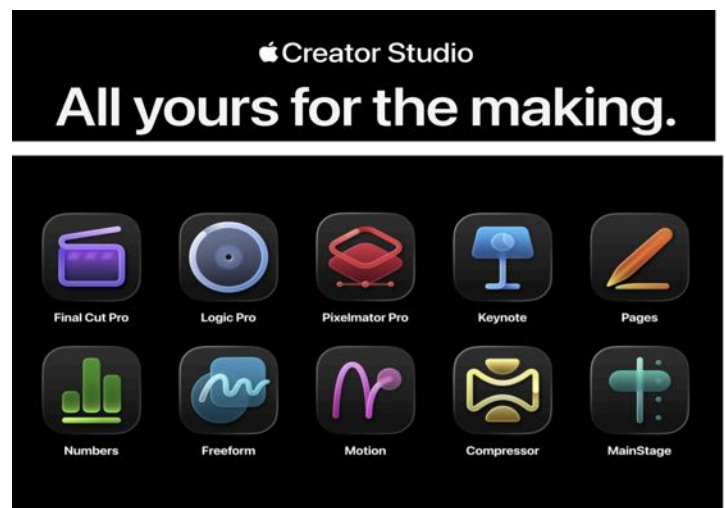 Creator Studio
All yours for the making.
Final Cut Pro Logic Pro Pixelmator Pro Keynote Pages
Numbers Freeform Motion Compressor MainStage